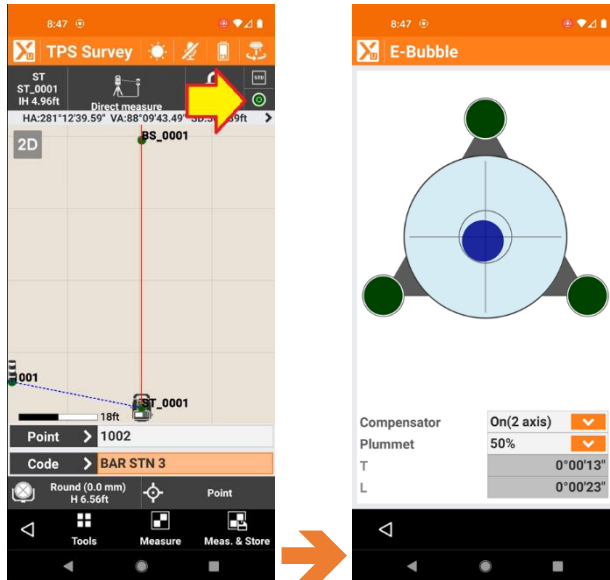 8:47
TPS Survey
ST
ST_0001
IH 4.96ft
Direct measure
STD
HA:281°12'39.59" VA:88°09'43.49"
2D
BS_0001
001
ST_0001
18ft
Point
1002
Code
BAR STN 3
Round (0.0 mm)
H 6.56ft
Point
Tools
Measure
Meas. & Store
8:47
E-Bubble
Compensator
On(2 axis)
Plummet
50%
T
0°00'13"
L
0°00'23"